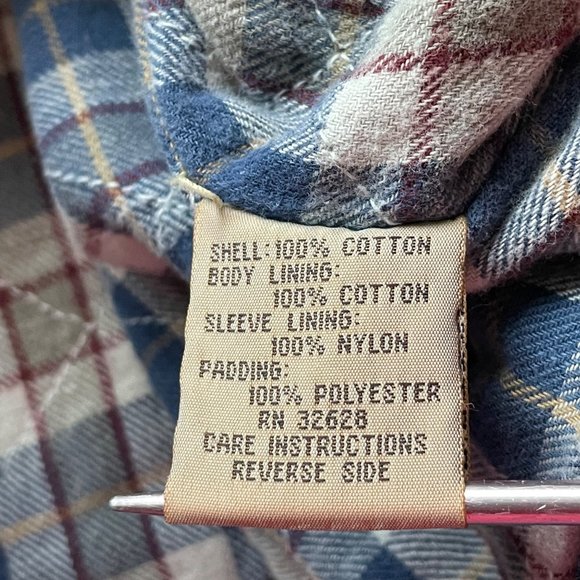 SHELL: 100% COTTON
BODY LINING:
100% COTTON
SLEEVE LINING:
100% NYLON
PADDING:
100% POLYESTER
RN 32628
CARE INSTRUCTIONS
REVERSE SIDE